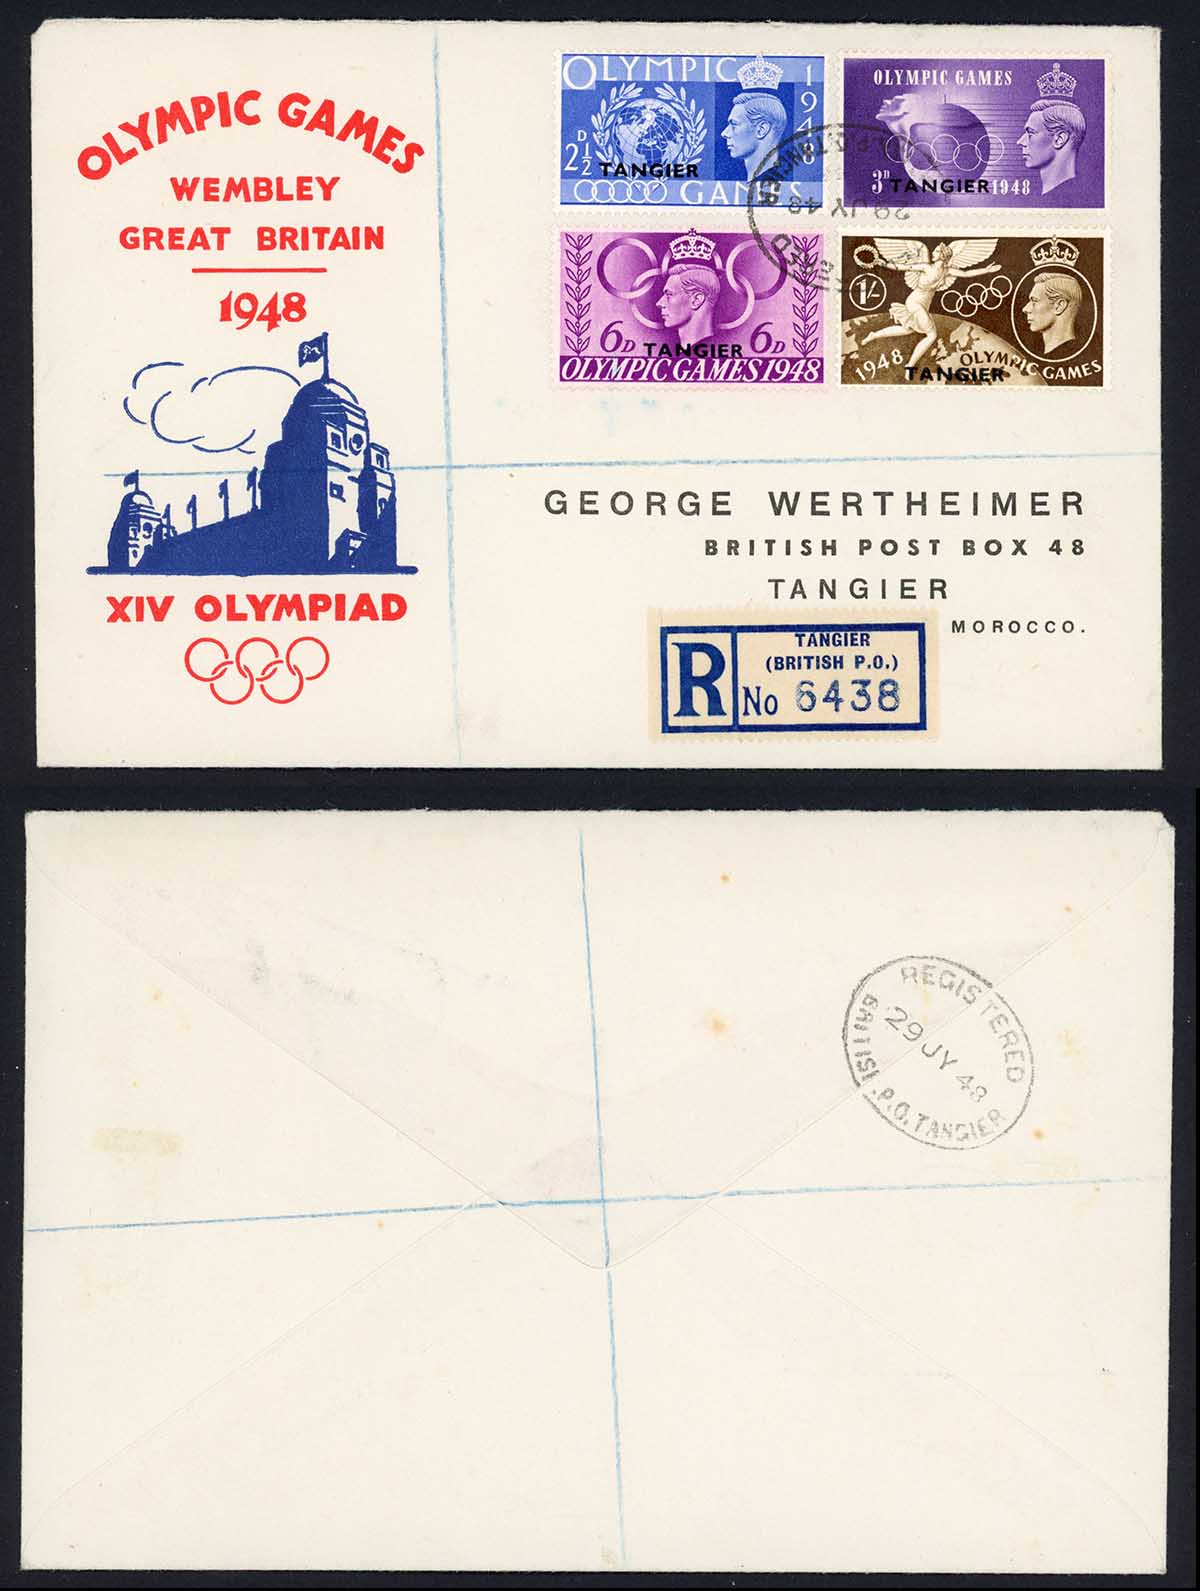 OLYMPIC GAMES
WEMBLEY
GREAT BRITAIN
1948
XIV OLYMPIAD
OLYMPIC
1948
D
2½
TANGIER
GAMES
OLYMPIC GAMES
3D
TANGIER
1948
6D
TANGIER
6D
OLYMPIC GAMES 1948
1/-
1948
OLYMPIC GAMES
TANGIER
TANGIER
29 JY 48
GEORGE WERTHEIMER
BRITISH POST BOX 48
TANGIER
MOROCCO.
R
TANGIER
(BRITISH P.O.)
No 6438
REGISTERED
29 JY 48
BRITISH
P.O. TANGIER